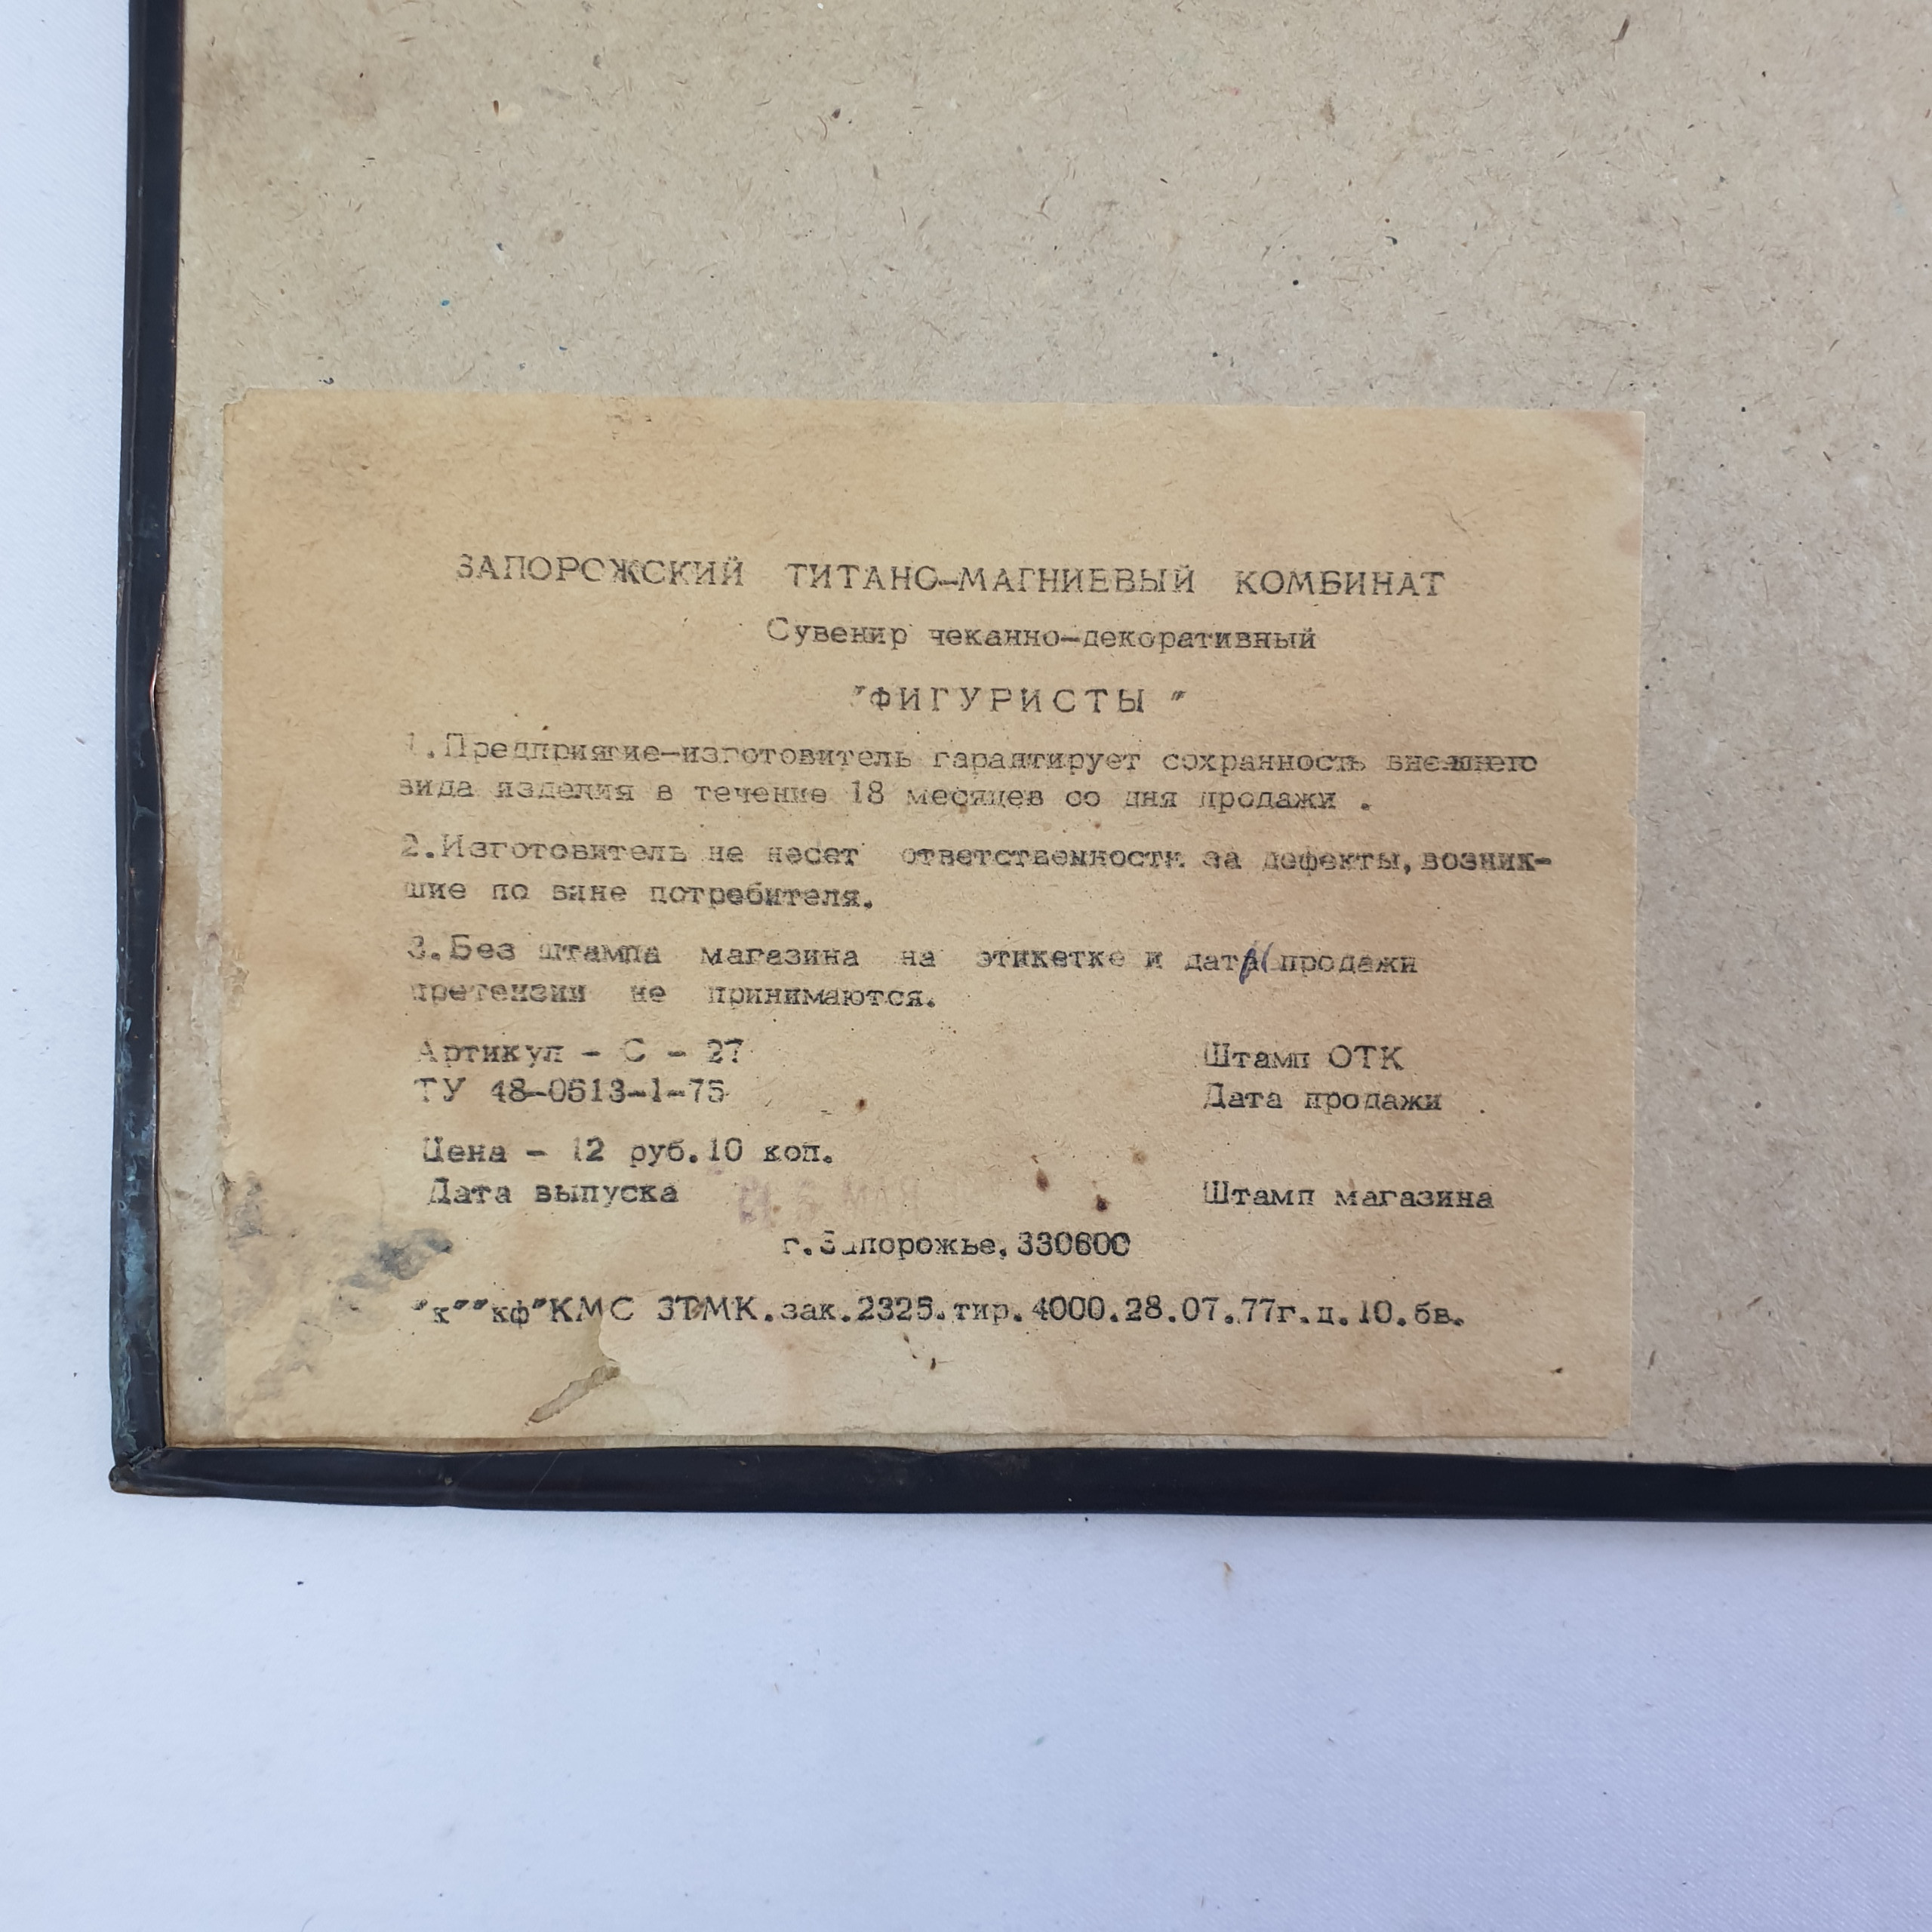 ЗАПОРОЖСКИЙ ТИТАНО-МАГНИЕВЫЙ КОМБИНАТ
Сувенир чеканно-декоративный
"ФИГУРИСТЫ"
1.Предприятие-изготовитель гарантирует сохранность внешнего
вида изделия в течение 18 месяцев со дня продажи .
2.Изготовитель не несет ответственности за дефекты,возник-
шие по вине потребителя.
3.Без штампа магазина на этикетке и даты продажи
претензии не принимаются.
Артикул - С - 27
Штамп ОТК
ТУ 48-0513-1-75
Дата продажи
Цена - 12 руб.10 коп.
Дата выпуска
Штамп магазина
г.Запорожье,330600
"к""кф"КМС ЗТМК.зак.2325.тир.4000.28.07.77г.ц.10.бв.